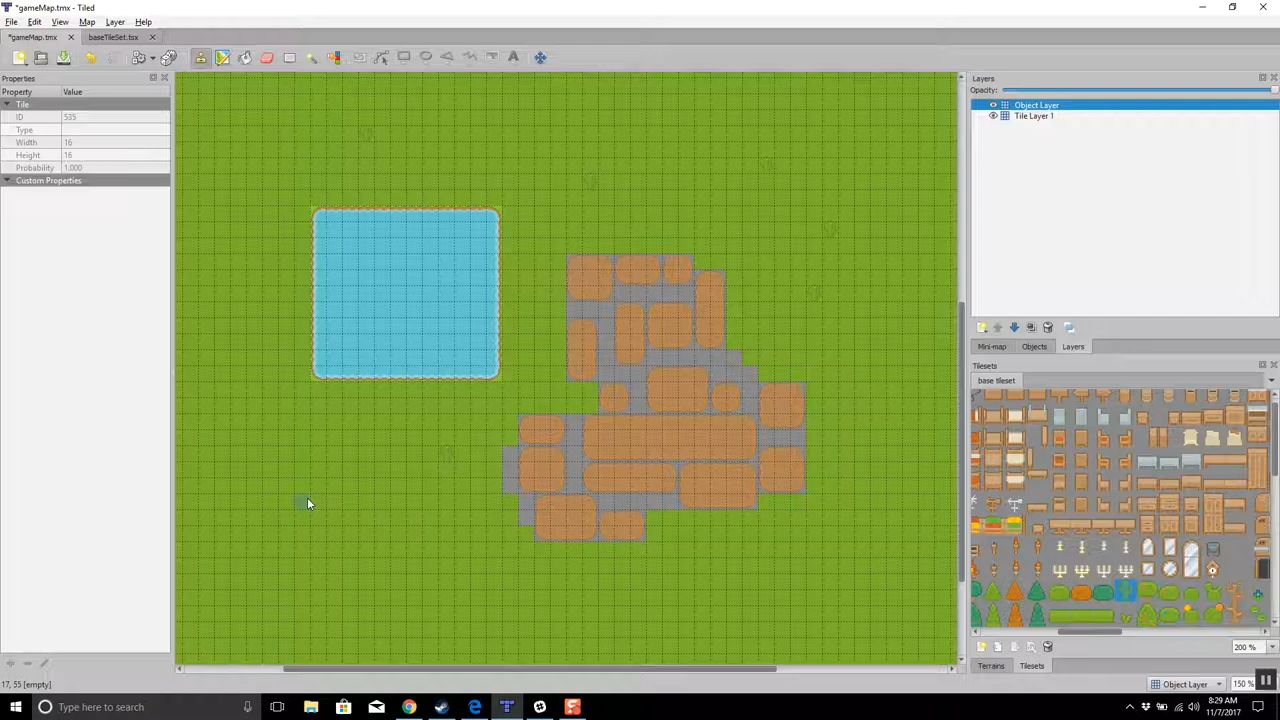 *gameMap.tmx - Tiled
File Edit View Map Layer Help
*gameMap.tmx
baseTileSet.tsx
Properties
Property Value
Tile
ID 535
Type
Width 16
Height 16
Probability 1.000
Custom Properties
Layers
Opacity:
Object Layer
Tile Layer 1
Mini-map Objects Layers
Tilesets
base tileset
200 %
Terrains Tilesets
17, 55 [empty]
Object Layer
150 %
Type here to search
8:29 AM
11/7/2017